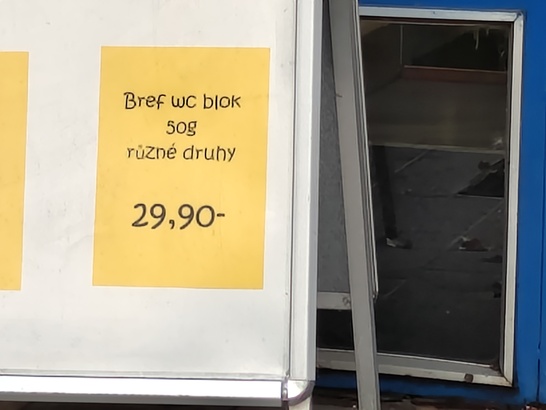 Bref wc blok
50g
různé druhy
29,90-